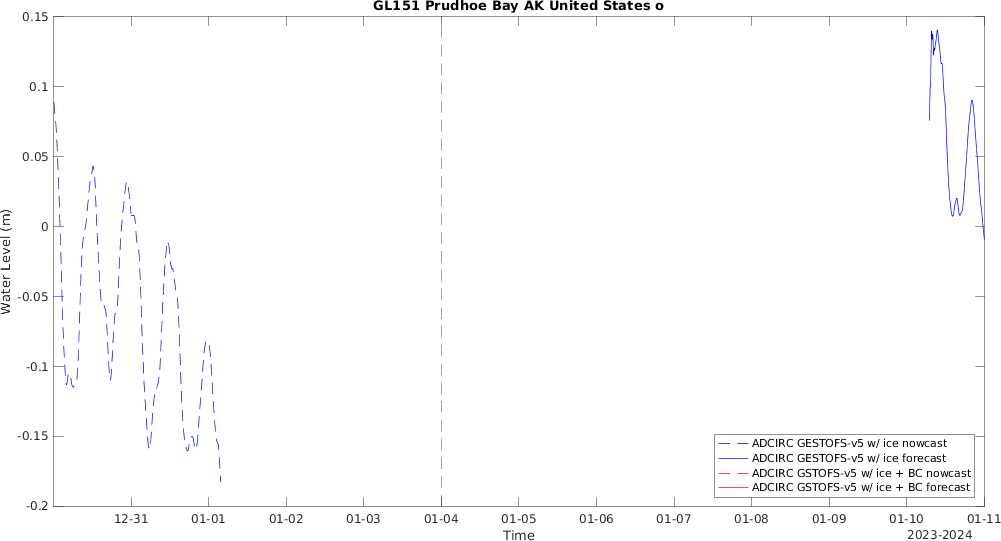 GL151 Prudhoe Bay AK United States o
0.15
0.1
0.05
0
-0.05
-0.1
-0.15
-0.2
Water Level (m)
ADCIRC GESTOFS-v5 w/ ice nowcast
ADCIRC GESTOFS-v5 w/ ice forecast
ADCIRC GSTOFS-v5 w/ ice + BC nowcast
ADCIRC GSTOFS-v5 w/ ice + BC forecast
12-31 01-01 01-02 01-03 01-04 01-05 01-06 01-07 01-08 01-09 01-10 01-11
Time
2023-2024